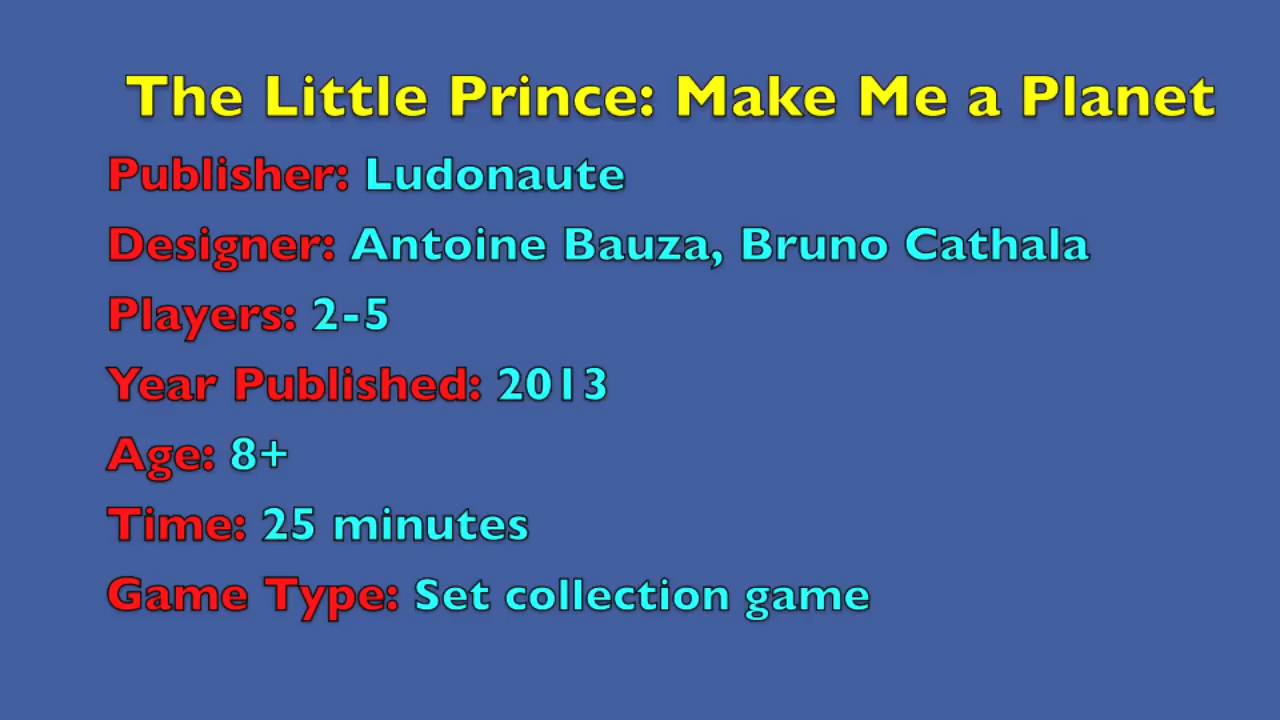 The Little Prince: Make Me a Planet
Publisher: Ludonaute
Designer: Antoine Bauza, Bruno Cathala
Players: 2-5
Year Published: 2013
Age: 8+
Time: 25 minutes
Game Type: Set collection game